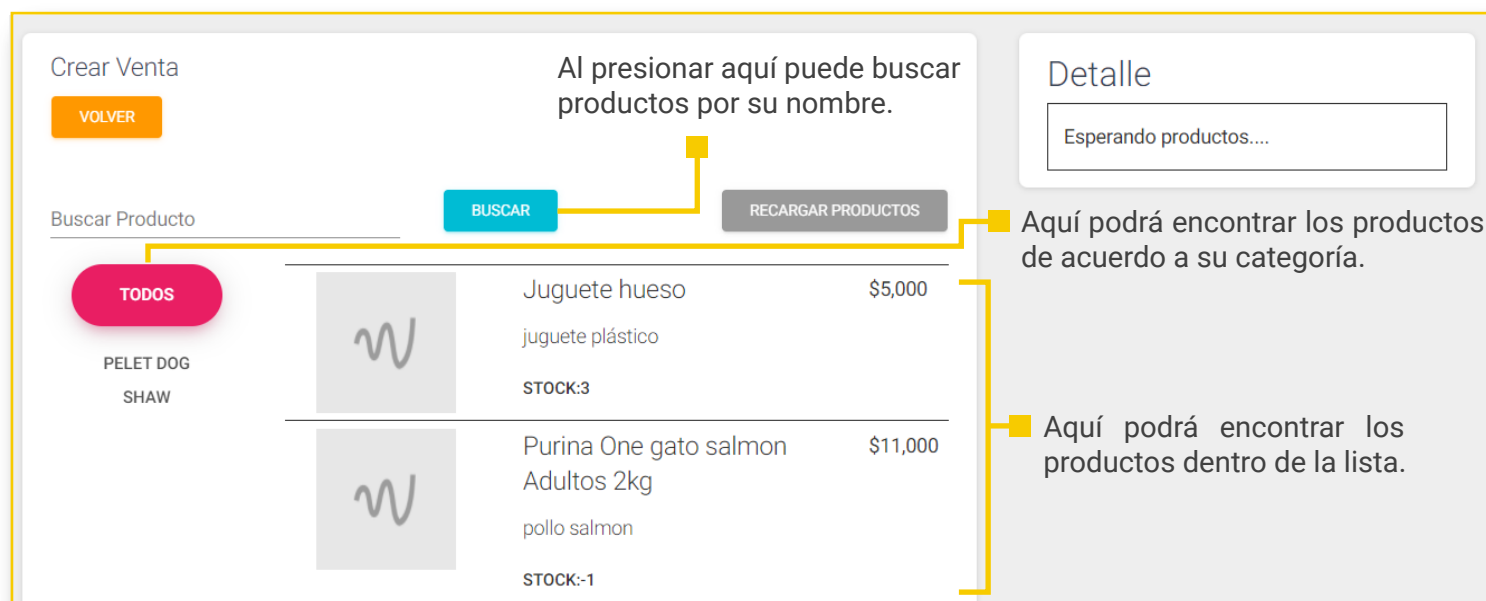 Crear Venta
VOLVER
Al presionar aquí puede buscar
productos por su nombre.
Detalle
Esperando productos....
Buscar Producto
BUSCAR
RECARGAR PRODUCTOS
Aquí podrá encontrar los productos
de acuerdo a su categoría.
TODOS
PELET DOG
SHAW
Juguete hueso
$5,000
juguete plástico
STOCK:3
Purina One gato salmon
Adultos 2kg
$11,000
pollo salmon
STOCK:-1
Aquí podrá encontrar los
productos dentro de la lista.